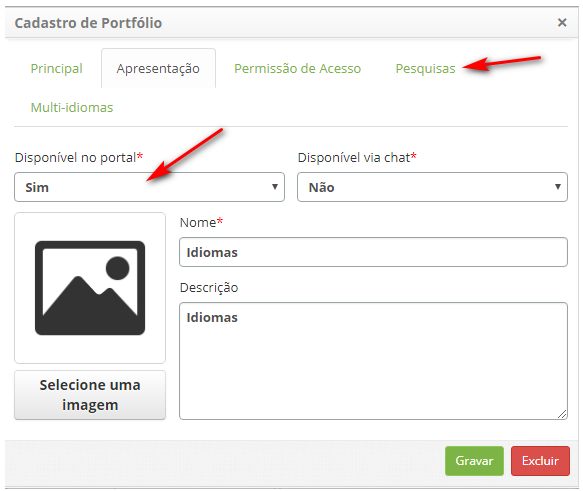 Cadastro de Portfólio ×
Principal Apresentação Permissão de Acesso Pesquisas
Multi-idiomas
Disponível no portal* Disponível via chat*
Sim Não
Nome*
Idiomas
Descrição
Idiomas
Selecione uma
imagem
Gravar Excluir